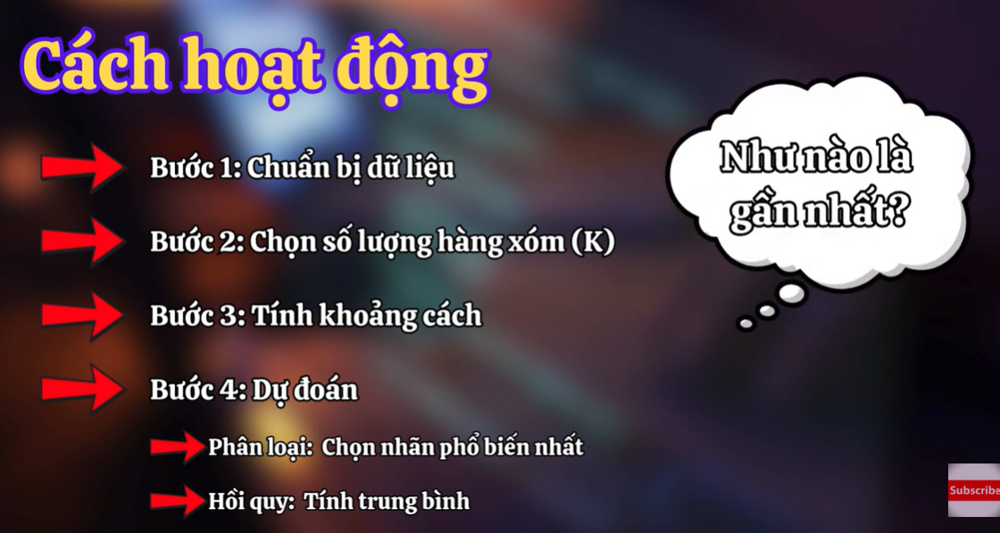 Cách hoạt động
Bước 1: Chuẩn bị dữ liệu
Bước 2: Chọn số lượng hàng xóm (K)
Bước 3: Tính khoảng cách
Bước 4: Dự đoán
Phân loại: Chọn nhãn phổ biến nhất
Hồi quy: Tính trung bình
Như nào là
gần nhất?
Subscribe